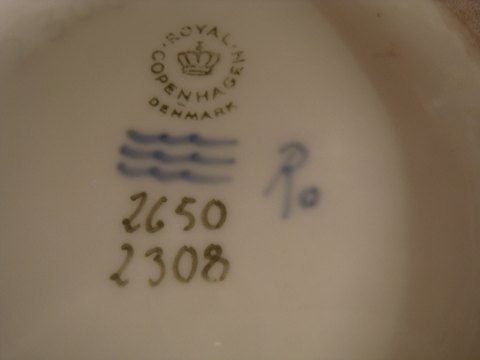 ROYAL
COPENHAGEN
DENMARK
Ro
2650
2308